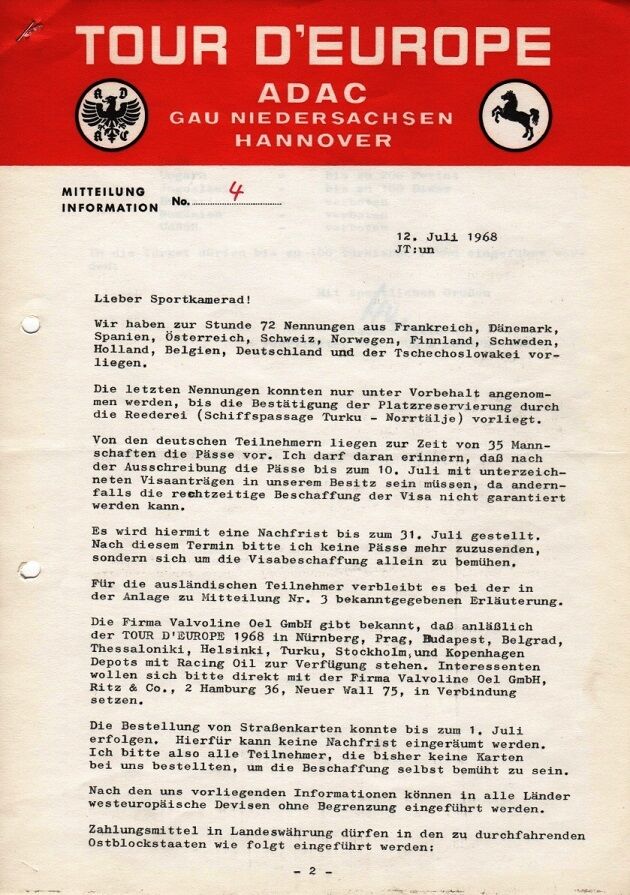 TOUR D'EUROPE
ADAC
GAU NIEDERSACHSEN
HANNOVER
A D
A C
MITTEILUNG
INFORMATION
No. 4
12. Juli 1968
JT:un
Lieber Sportkamerad!
Wir haben zur Stunde 72 Nennungen aus Frankreich, Dänemark,
Spanien, Österreich, Schweiz, Norwegen, Finnland, Schweden,
Holland, Belgien, Deutschland und der Tschechoslowakei vor-
liegen.
Die letzten Nennungen konnten nur unter Vorbehalt angenom-
men werden, bis die Bestätigung der Platzreservierung durch
die Reederei (Schiffspassage Turku - Norrtälje) vorliegt.
Von den deutschen Teilnehmern liegen zur Zeit von 35 Mann-
schaften die Pässe vor. Ich darf daran erinnern, daß nach
der Ausschreibung die Pässe bis zum 10. Juli mit unterzeich-
neten Visaanträgen in unserem Besitz sein müssen, da andern-
falls die rechtzeitige Beschaffung der Visa nicht garantiert
werden kann.
Es wird hiermit eine Nachfrist bis zum 31. Juli gestellt.
Nach diesem Termin bitte ich keine Pässe mehr zuzusenden,
sondern sich um die Visabeschaffung allein zu bemühen.
Für die ausländischen Teilnehmer verbleibt es bei der in
der Anlage zu Mitteilung Nr. 3 bekanntgegebenen Erläuterung.
Die Firma Valvoline Oel GmbH gibt bekannt, daß anläßlich
der TOUR D'EUROPE 1968 in Nürnberg, Prag, Budapest, Belgrad,
Thessaloniki, Helsinki, Turku, Stockholm und Kopenhagen
Depots mit Racing Oil zur Verfügung stehen. Interessenten
wollen sich bitte direkt mit der Firma Valvoline Oel GmbH,
Ritz & Co., 2 Hamburg 36, Neuer Wall 75, in Verbindung
setzen.
Die Bestellung von Straßenkarten konnte bis zum 1. Juli
erfolgen. Hierfür kann keine Nachfrist eingeräumt werden.
Ich bitte also alle Teilnehmer, die bisher keine Karten
bei uns bestellten, um die Beschaffung selbst bemüht zu sein.
Nach den uns vorliegenden Informationen können in alle Länder
westeuropäische Devisen ohne Begrenzung eingeführt werden.
Zahlungsmittel in Landeswährung dürfen in den zu durchfahrenden
Ostblockstaaten wie folgt eingeführt werden:
- 2 -